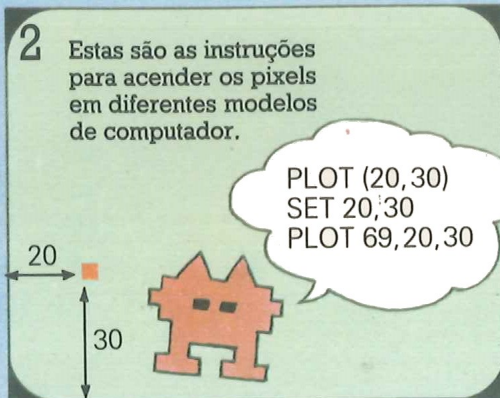 2 Estas são as instruções
para acender os pixels
em diferentes modelos
de computador.
PLOT (20,30)
SET 20,30
PLOT 69,20,30
20
30